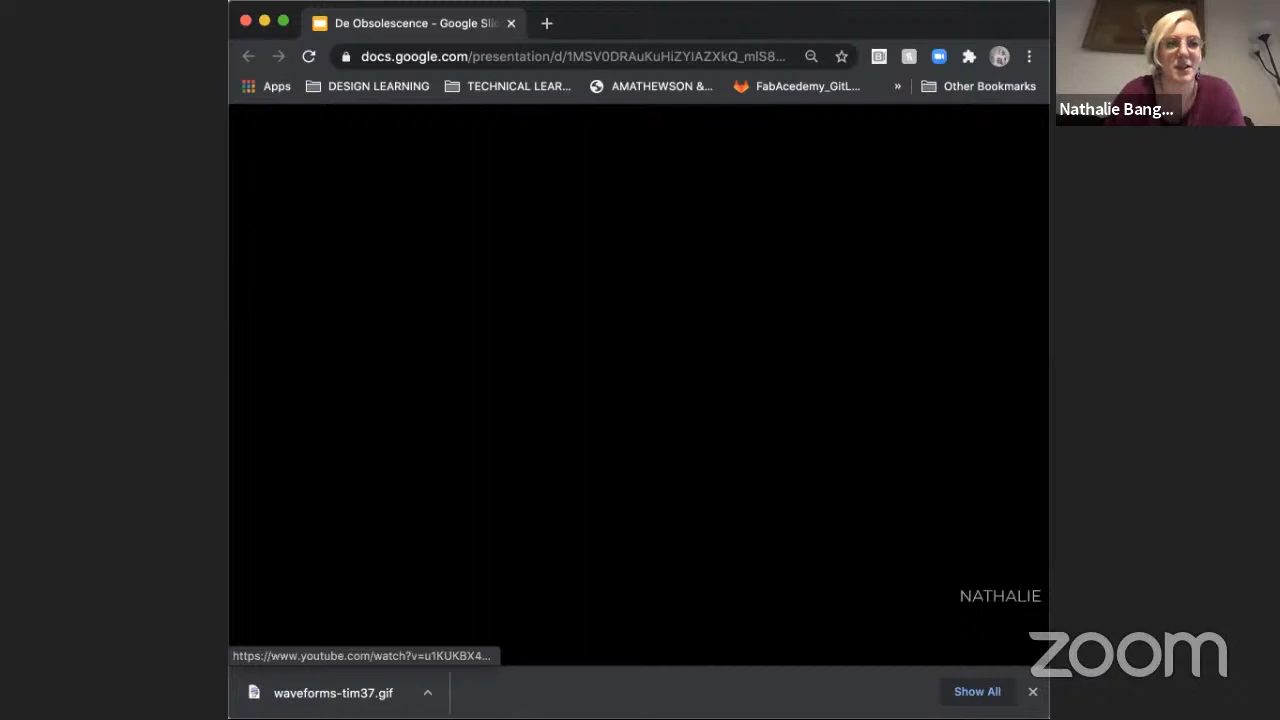 De Obsolescence - Google Sli
docs.google.com/presentation/d/1MSV0DRAuKuHiZYIAZXkQ_mlS8...
Apps
DESIGN LEARNING
TECHNICAL LEAR...
AMATHEWSON &...
FabAcedemy_GitL...
»
Other Bookmarks
Nathalie Bang...
NATHALIE
https://www.youtube.com/watch?v=u1KUKBX4...
waveforms-tim37.gif
Show All
zoom